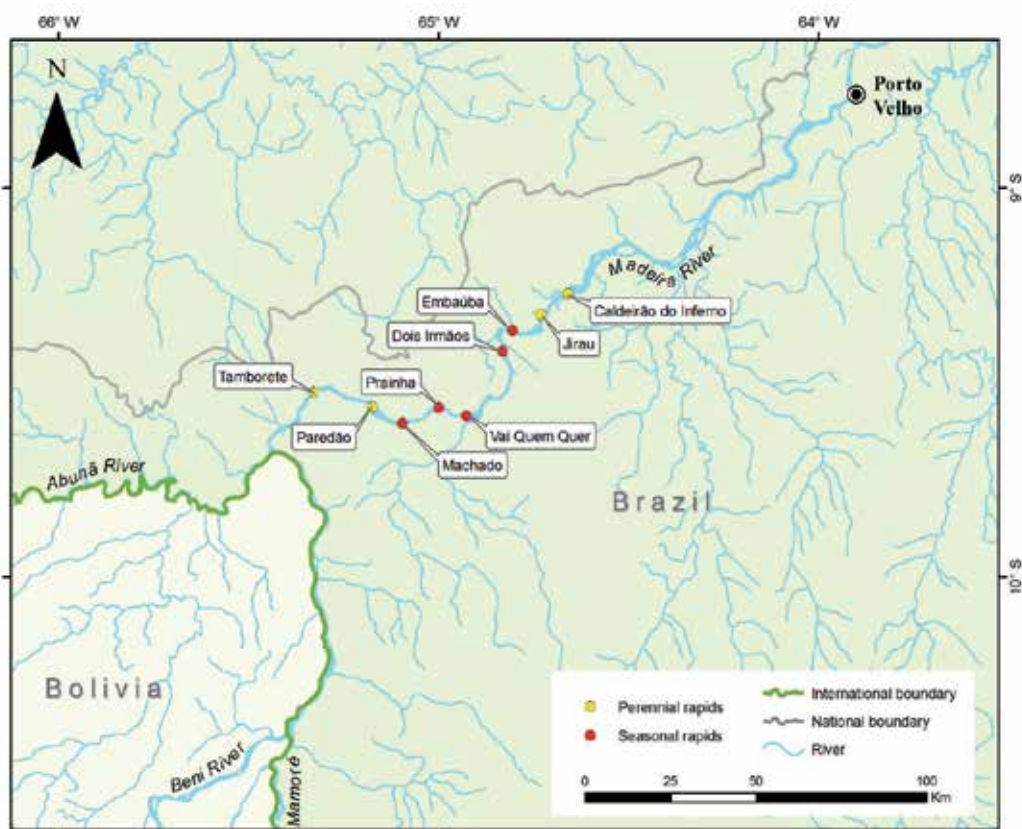 66°W
65°W
64°W
N
Porto
Velho
9°S
Madeira River
Embaúba
Caldeirão do Inferno
Dois Irmãos
Jirau
Tamborete
Prsinha
Paredão
Vai Quem Quer
Machado
Abunã River
Brazil
10°S
Bolivia
Beni River
Mamoré
Perennial rapids
Seasonal rapids
International boundary
National boundary
River
0 50 100
Km